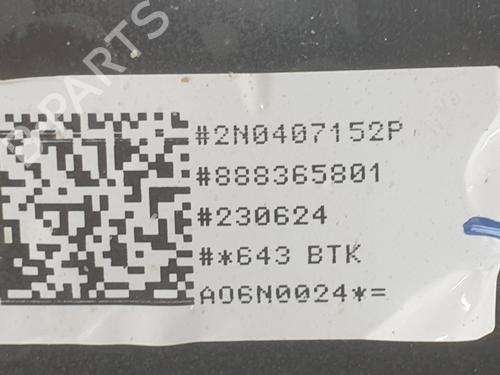 B-PARTS
#2N0407152P
#888365801
#230624
#*643 BTK
A06N0024*=